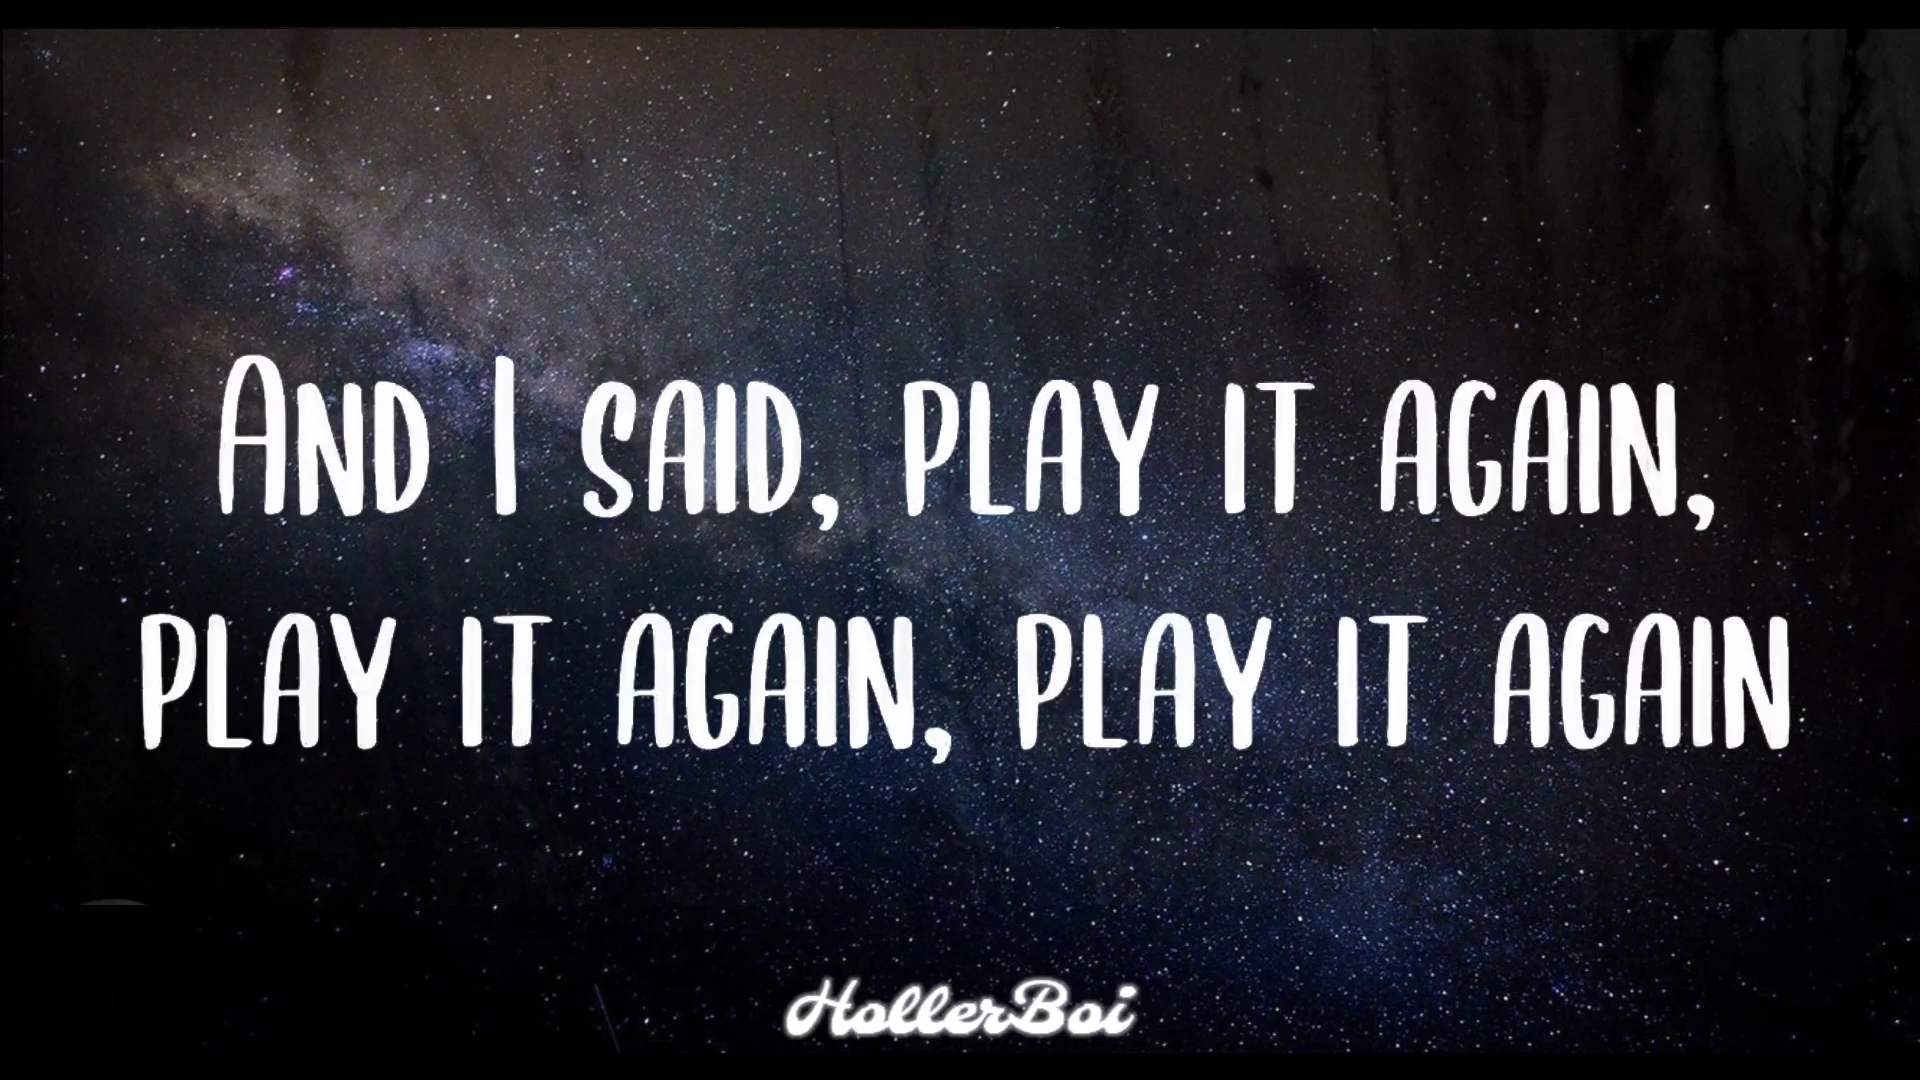 And I said, play it again,
play it again, play it again
HollerBoi